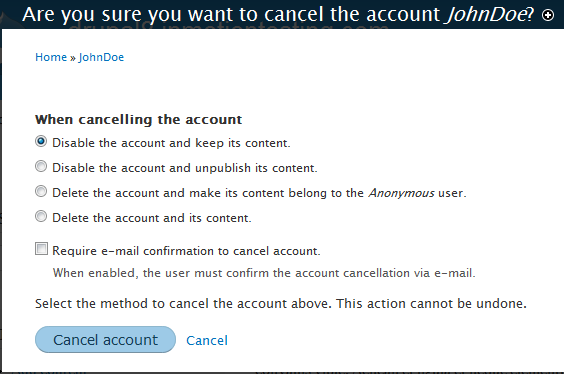 Are you sure you want to cancel the account JohnDoe?
Home » JohnDoe
When cancelling the account
Disable the account and keep its content.
Disable the account and unpublish its content.
Delete the account and make its content belong to the Anonymous user.
Delete the account and its content.
Require e-mail confirmation to cancel account.
When enabled, the user must confirm the account cancellation via e-mail.
Select the method to cancel the account above. This action cannot be undone.
Cancel account Cancel